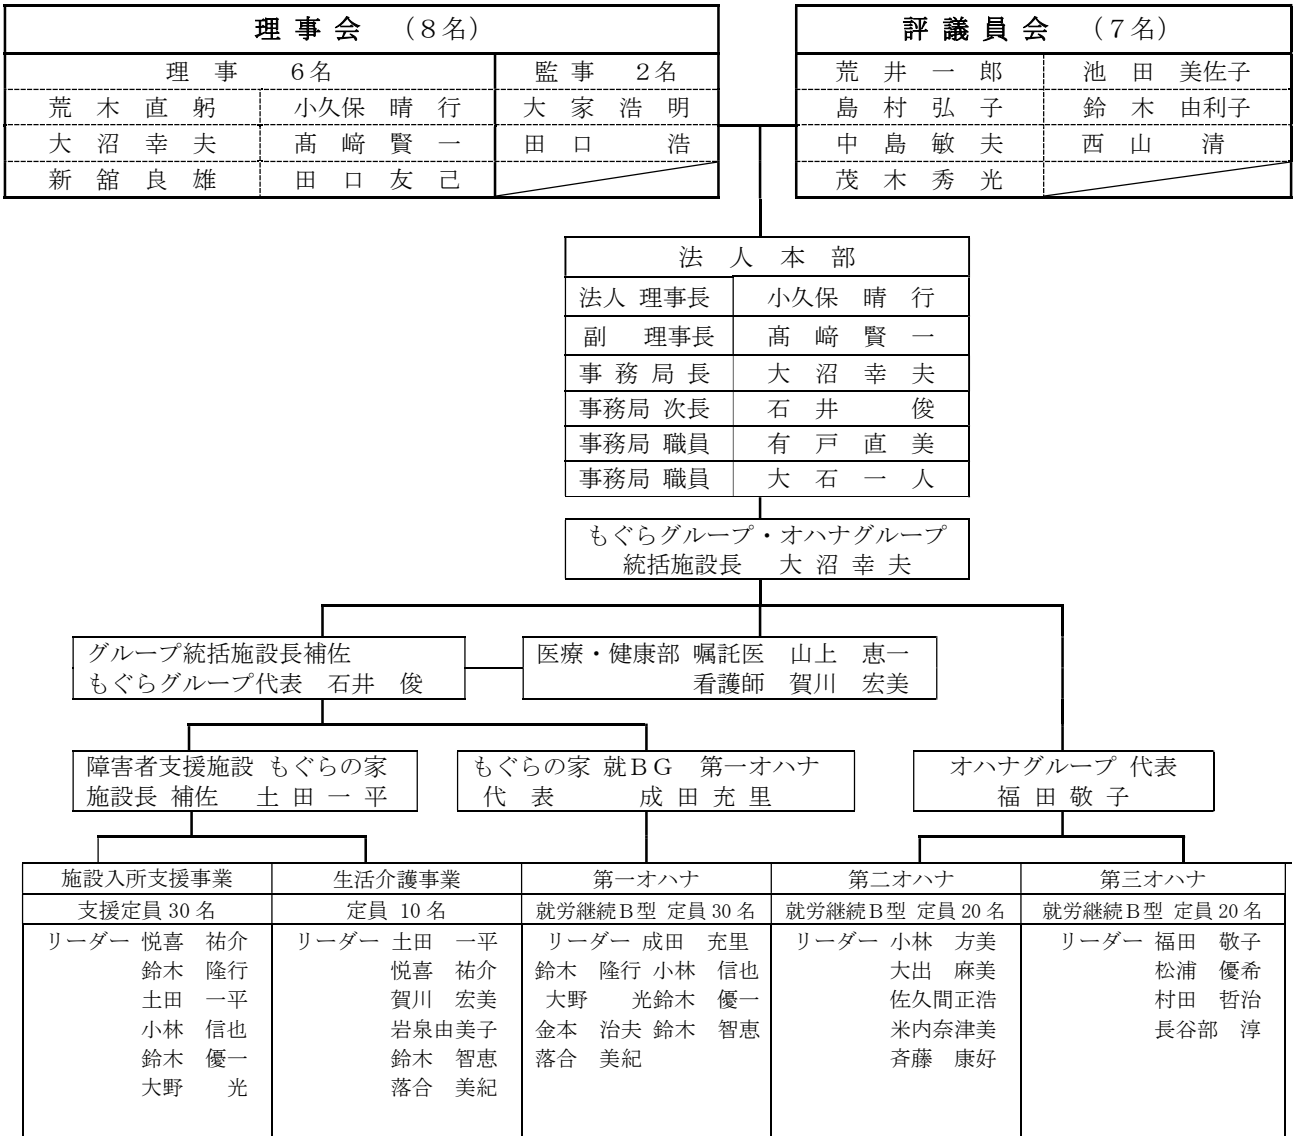 理 事 会 （８名）
理 事 ６名
監 事 ２名
荒 木 直 躬 小久保 晴 行 大 家 浩 明
大 沼 幸 夫 髙 﨑 賢 一 田 口 浩
新 舘 良 雄 田 口 友 己
評 議 員 会 （７名）
荒 井 一 郎 池 田 美佐子
島 村 弘 子 鈴 木 由利子
中 島 敏 夫 西 山 清
茂 木 秀 光
法 人 本 部
法人 理事長 小久保 晴 行
副 理事長 髙 﨑 賢 一
事 務 局 長 大 沼 幸 夫
事務局 次長 石 井 俊
事務局 職員 有 戸 直 美
事務局 職員 大 石 一 人
もぐらグループ・オハナグループ
統括施設長 大 沼 幸 夫
グループ統括施設長補佐
もぐらグループ代表 石井 俊
医療・健康部 嘱託医 山上 恵一
看護師 賀川 宏美
障害者支援施設 もぐらの家
施設長 補佐 土 田 一 平
もぐらの家 就ＢＧ 第一オハナ
代 表 成 田 充 里
オハナグループ 代表
福 田 敬 子
施設入所支援事業
支援定員 30 名
リーダー 悦喜 祐介
鈴木 隆行
土田 一平
小林 信也
鈴木 優一
大野 光
生活介護事業
定員 10 名
リーダー 土田 一平
悦喜 祐介
賀川 宏美
岩泉由美子
鈴木 智恵
落合 美紀
第一オハナ
就労継続Ｂ型 定員 30 名
リーダー 成田 充里
鈴木 隆行 小林 信也
大野 光鈴木 優一
金本 治夫 鈴木 智恵
落合 美紀
第二オハナ
就労継続Ｂ型 定員 20 名
リーダー 小林 方美
大出 麻美
佐久間正浩
米内奈津美
斉藤 康好
第三オハナ
就労継続Ｂ型 定員 20 名
リーダー 福田 敬子
松浦 優希
村田 哲治
長谷部 淳